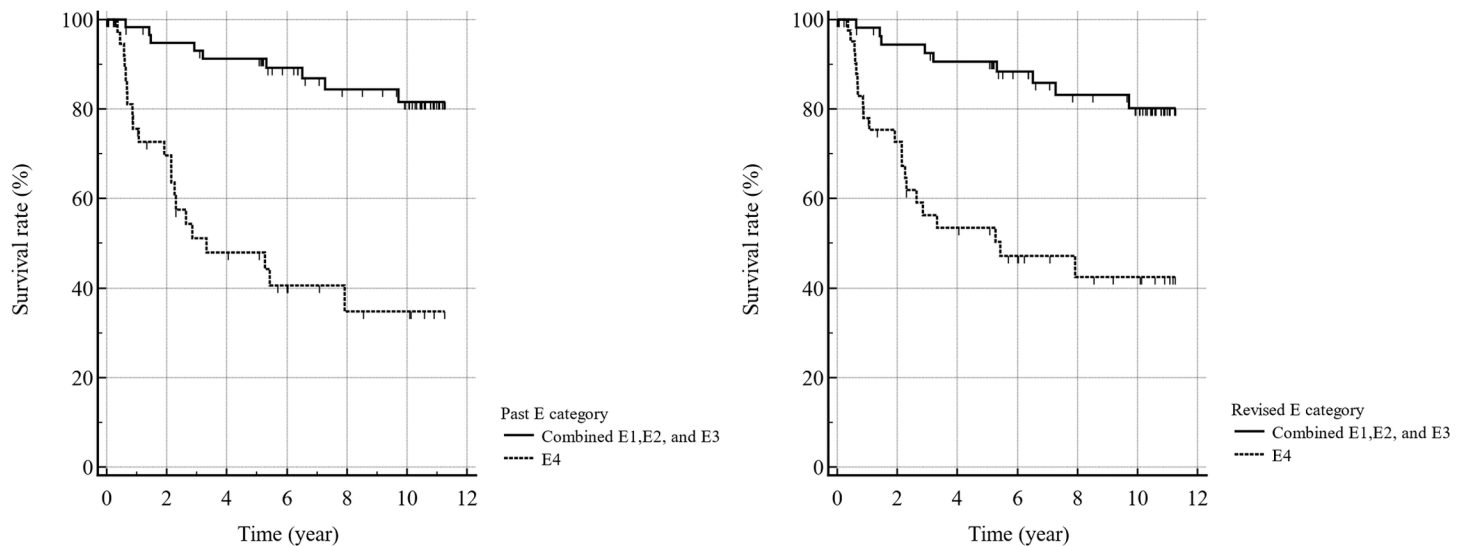 100
80
60
40
20
0
Survival rate (%)
0 2 4 6 8 10 12
Time (year)
Past E category
Combined E1,E2, and E3
E4
100
80
60
40
20
0
Survival rate (%)
0 2 4 6 8 10 12
Time (year)
Revised E category
Combined E1,E2, and E3
E4